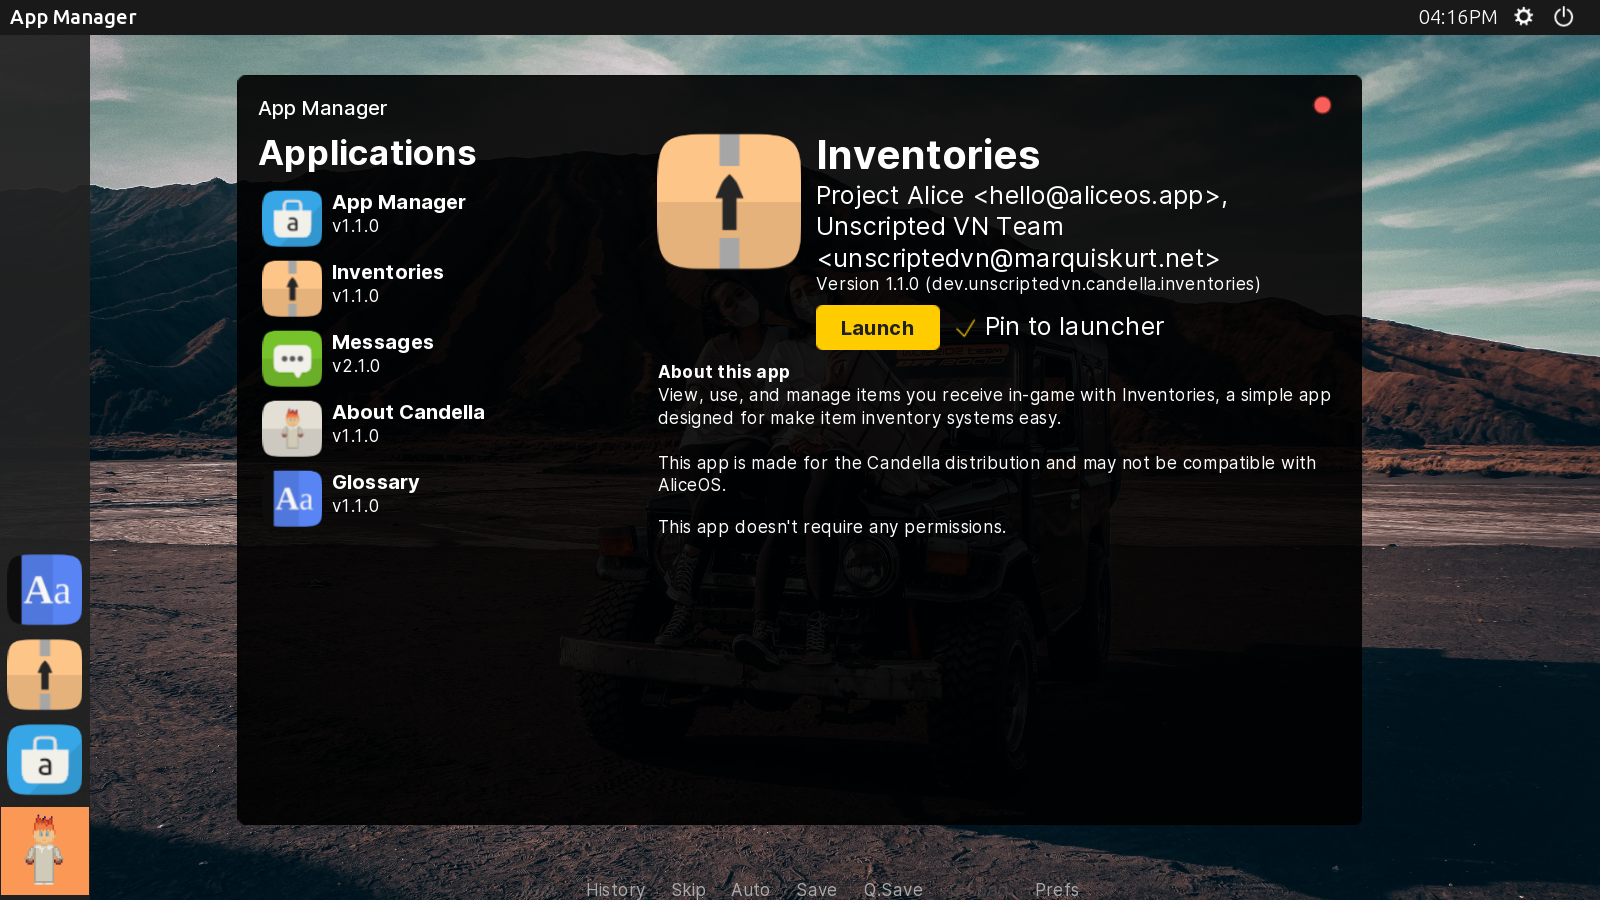 App Manager
04:16PM
App Manager
Applications
App Manager
v1.1.0
Inventories
v1.1.0
Messages
v2.1.0
About Candella
v1.1.0
Glossary
v1.1.0
Inventories
Project Alice <hello@aliceos.app>,
Unscripted VN Team
<unscriptedvn@marquiskurt.net>
Version 1.1.0 (dev.unscriptedvn.candella.inventories)
Launch
Pin to launcher
About this app
View, use, and manage items you receive in-game with Inventories, a simple app
designed for make item inventory systems easy.
This app is made for the Candella distribution and may not be compatible with
AliceOS.
This app doesn't require any permissions.
Aa
a
Aa
a
History Skip Auto Save Q.Save Prefs